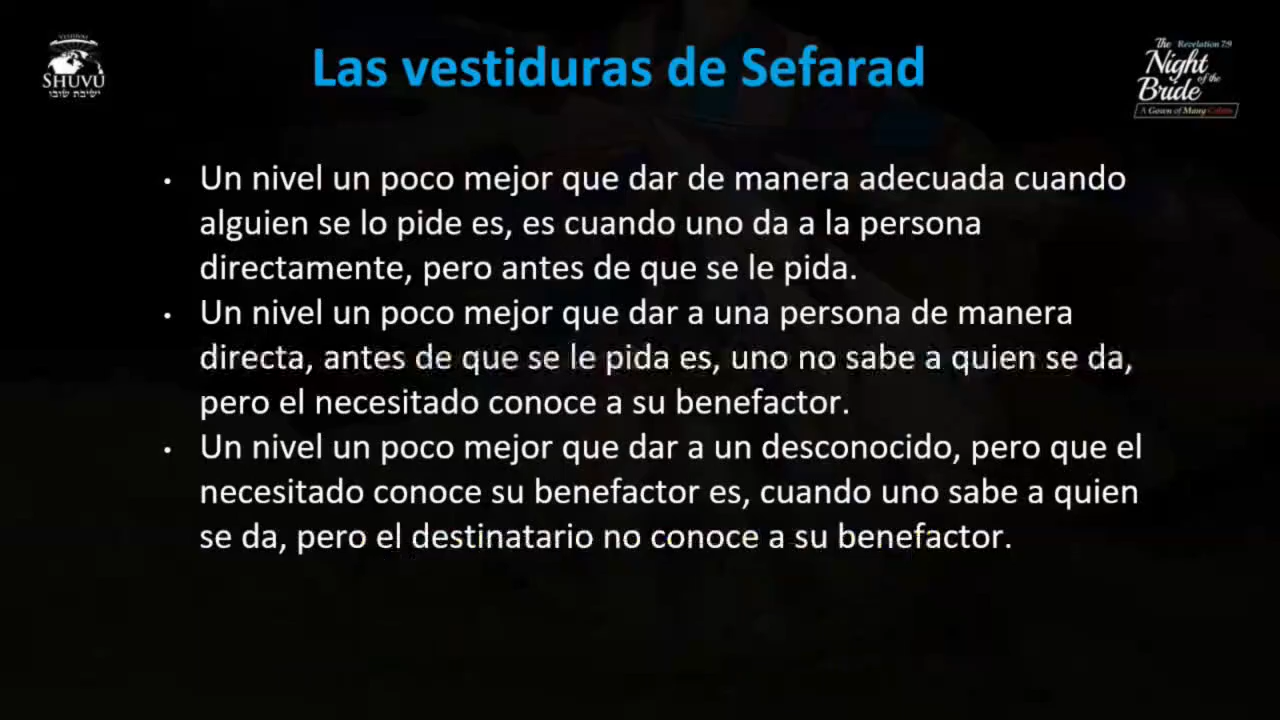 Las vestiduras de Sefarad
YESHIVAT
SHUVU
ישיבת שובו
The Revelation 7:9
Night
of the
Bride
A Gown of Many Colors
• Un nivel un poco mejor que dar de manera adecuada cuando
alguien se lo pide es, es cuando uno da a la persona
directamente, pero antes de que se le pida.
• Un nivel un poco mejor que dar a una persona de manera
directa, antes de que se le pida es, uno no sabe a quien se da,
pero el necesitado conoce a su benefactor.
• Un nivel un poco mejor que dar a un desconocido, pero que el
necesitado conoce su benefactor es, cuando uno sabe a quien
se da, pero el destinatario no conoce a su benefactor.